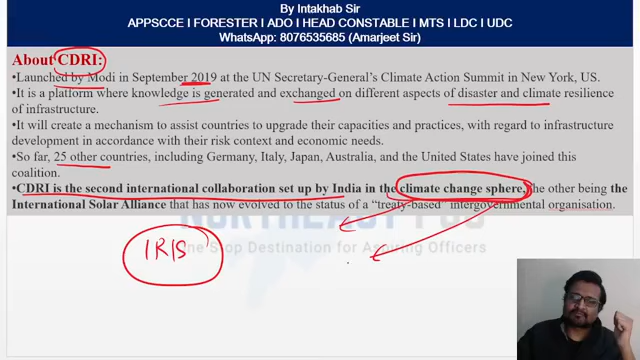 By Intakhab Sir
APPSCCE I FORESTER I ADO I HEAD CONSTABLE I MTS I LDC I UDC
WhatsApp: 8076535685 (Amarjeet Sir)
About CDRI:
•Launched by Modi in September 2019 at the UN Secretary-General's Climate Action Summit in New York, US.
•It is a platform where knowledge is generated and exchanged on different aspects of disaster and climate resilience
of infrastructure.
•It will create a mechanism to assist countries to upgrade their capacities and practices, with regard to infrastructure
development in accordance with their risk context and economic needs.
•So far, 25 other countries, including Germany, Italy, Japan, Australia, and the United States have joined this
coalition.
•CDRI is the second international collaboration set up by India in the climate change sphere, the other being the
International Solar Alliance that has now evolved to the status of a "treaty-based" intergovernmental organisation.
One Stop Destination for Aspiring Officers
IRIS